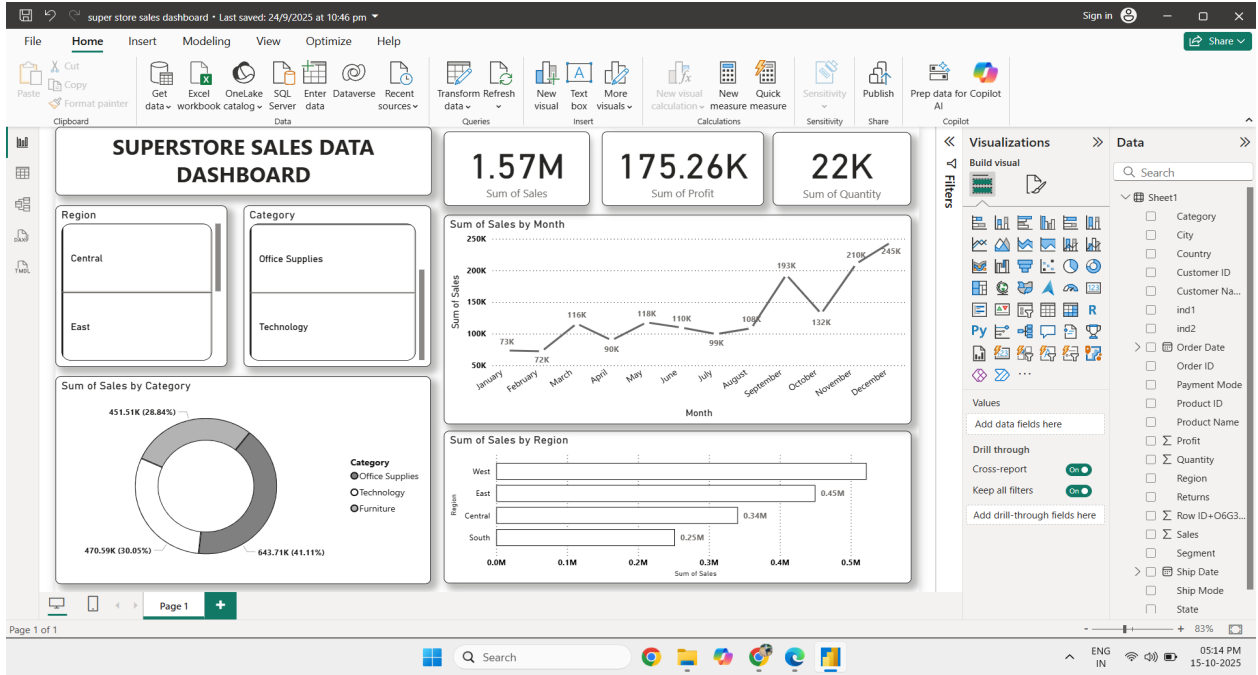 super store sales dashboard • Last saved: 24/9/2025 at 10:46 pm
Sign in
File Home Insert Modeling View Optimize Help
Share
Paste
Cut
Copy
Format painter
Clipboard
Get data
Excel workbook
OneLake catalog
SQL Server
Enter data
Dataverse
Recent sources
Data
Transform data
Refresh
Queries
New visual
Text box
More visuals
Insert
New visual calculation
New measure
Quick measure
Calculations
Sensitivity
Sensitivity
Publish
Share
Prep data for AI
Copilot
Copilot
SUPERSTORE SALES DATA
DASHBOARD
1.57M
Sum of Sales
175.26K
Sum of Profit
22K
Sum of Quantity
Region
Central
East
Category
Office Supplies
Technology
Sum of Sales by Month
250K
200K
150K
100K
50K
Sum of Sales
73K
72K
116K
90K
118K
110K
99K
108K
193K
132K
210K
245K
January
February
March
April
May
June
July
August
September
October
November
December
Month
Sum of Sales by Category
451.51K (28.84%)
470.59K (30.05%)
643.71K (41.11%)
Category
Office Supplies
Technology
Furniture
Sum of Sales by Region
Region
West
East
0.45M
Central
0.34M
South
0.25M
0.0M 0.1M 0.2M 0.3M 0.4M 0.5M
Sum of Sales
Filters
Visualizations
Build visual
123
R
Py
Values
Add data fields here
Drill through
Cross-report
On
Keep all filters
On
Add drill-through fields here
Data
Search
Sheet1
Category
City
Country
Customer ID
Customer Na...
ind1
ind2
Order Date
Order ID
Payment Mode
Product ID
Product Name
Profit
Quantity
Region
Returns
Row ID+O6G3...
Sales
Segment
Ship Date
Ship Mode
State
Page 1
Page 1 of 1
83%
Search
ENG
IN
05:14 PM
15-10-2025